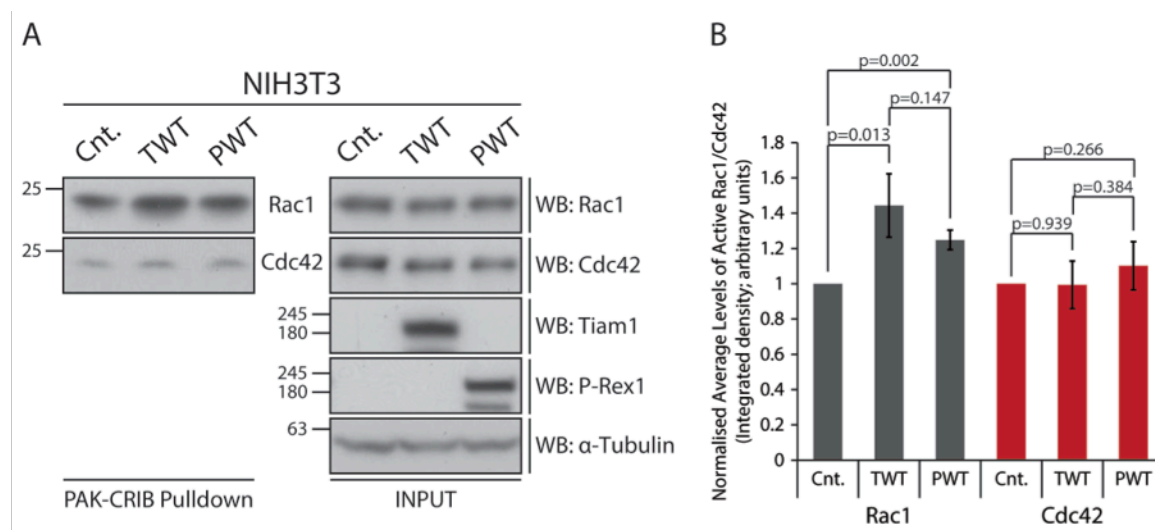 A
NIH3T3
Cnt. TWT PWT Cnt. TWT PWT
25 Rac1 WB: Rac1
25 Cdc42 WB: Cdc42
245
180 WB: Tiam1
245
180 WB: P-Rex1
63 WB: α-Tubulin
PAK-CRIB Pulldown INPUT
B
Normalised Average Levels of Active Rac1/Cdc42
(Integrated density; arbitrary units)
p=0.002
p=0.147
p=0.013
p=0.266
p=0.384
p=0.939
1.8
1.6
1.4
1.2
1
0.8
0.6
0.4
0.2
0
Cnt. TWT PWT Cnt. TWT PWT
Rac1 Cdc42